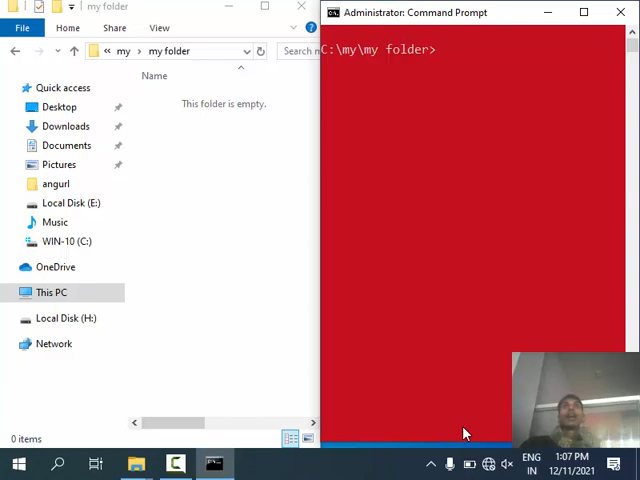 my folder
File
Home
Share
View
« my › my folder
Search m
Name
This folder is empty.
Quick access
Desktop
Downloads
Documents
Pictures
angurl
Local Disk (E:)
Music
WIN-10 (C:)
OneDrive
This PC
Local Disk (H:)
Network
0 items
Administrator: Command Prompt
C:\my\my folder>
ENG
IN
1:07 PM
12/11/2021